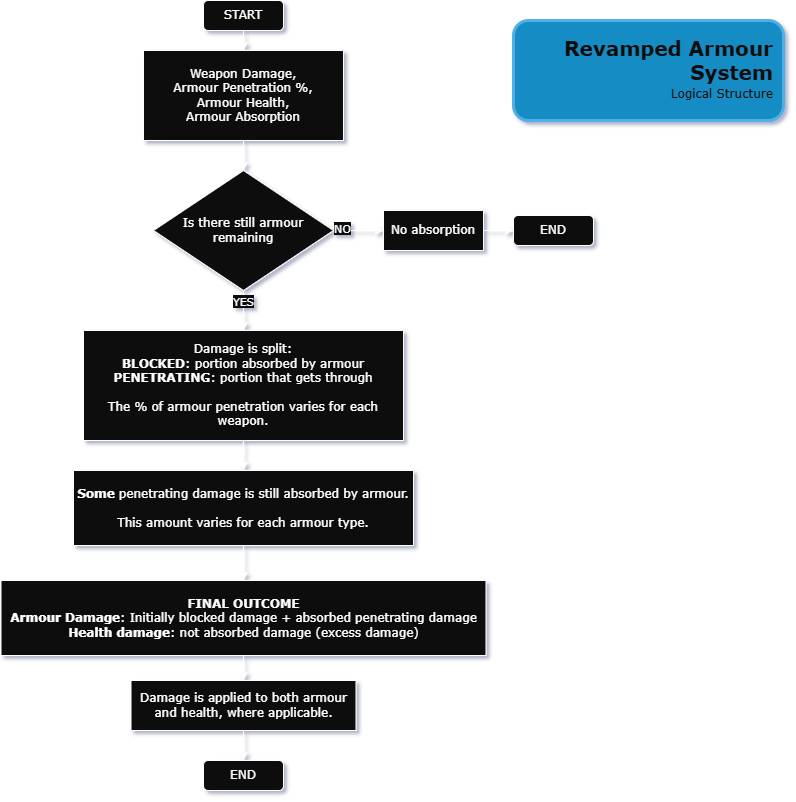 START
Revamped Armour
System
Logical Structure
Weapon Damage,
Armour Penetration %,
Armour Health,
Armour Absorption
Is there still armour
remaining
NO
No absorption
END
YES
Damage is split:
BLOCKED: portion absorbed by armour
PENETRATING: portion that gets through
The % of armour penetration varies for each
weapon.
Some penetrating damage is still absorbed by armour.
This amount varies for each armour type.
FINAL OUTCOME
Armour Damage: Initially blocked damage + absorbed penetrating damage
Health damage: not absorbed damage (excess damage)
Damage is applied to both armour
and health, where applicable.
END